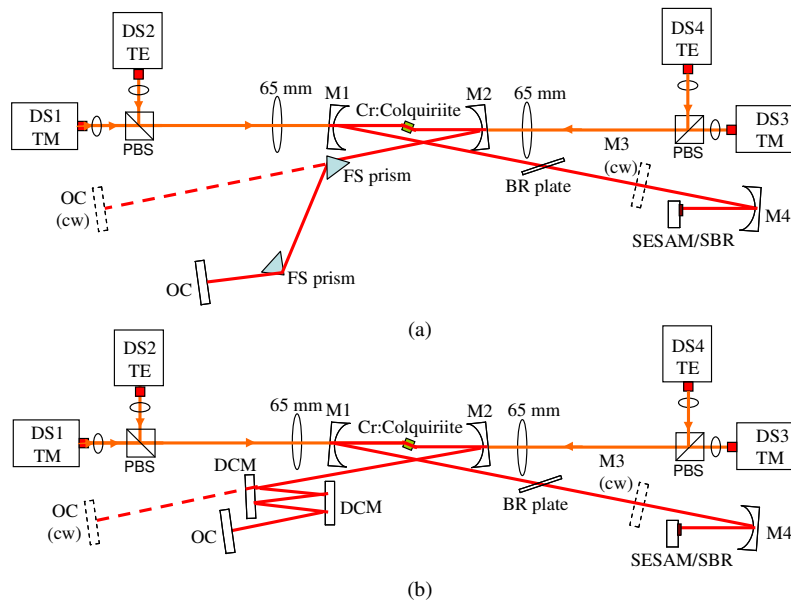 DS2
TE
DS4
TE
DS1
TM
PBS
65 mm
M1
Cr:Colquiriite
M2
65 mm
PBS
DS3
TM
M3
(cw)
BR plate
M4
SESAM/SBR
OC
(cw)
FS prism
OC
FS prism
(a)
DS2
TE
DS4
TE
DS1
TM
PBS
65 mm
M1
Cr:Colquiriite
M2
65 mm
PBS
DS3
TM
M3
(cw)
BR plate
M4
SESAM/SBR
DCM
DCM
OC
(cw)
OC
(b)